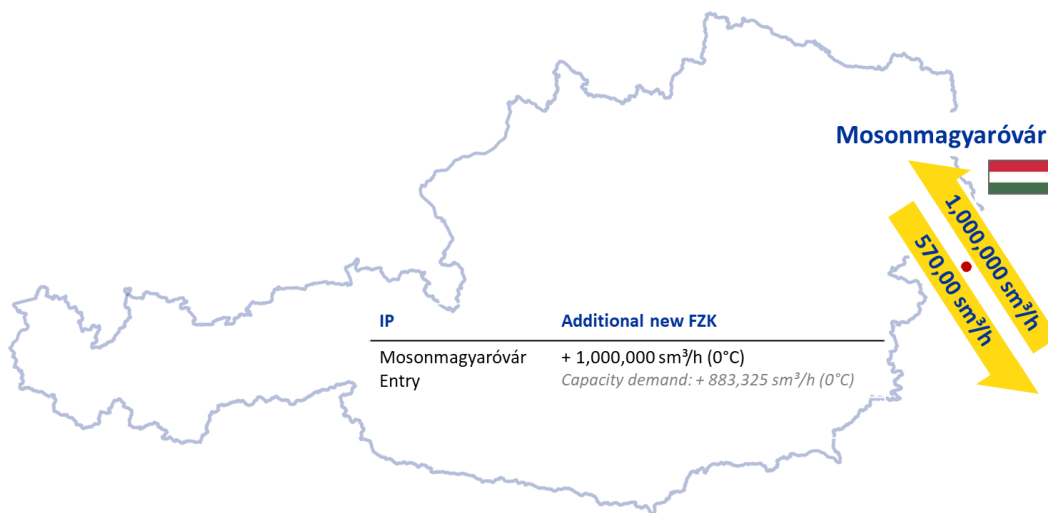 Mosonmagyaróvár
1,000,000 sm³/h
570,00 sm³/h
IP Additional new FZK
Mosonmagyaróvár + 1,000,000 sm³/h (0°C)
Entry Capacity demand: + 883,325 sm³/h (0°C)